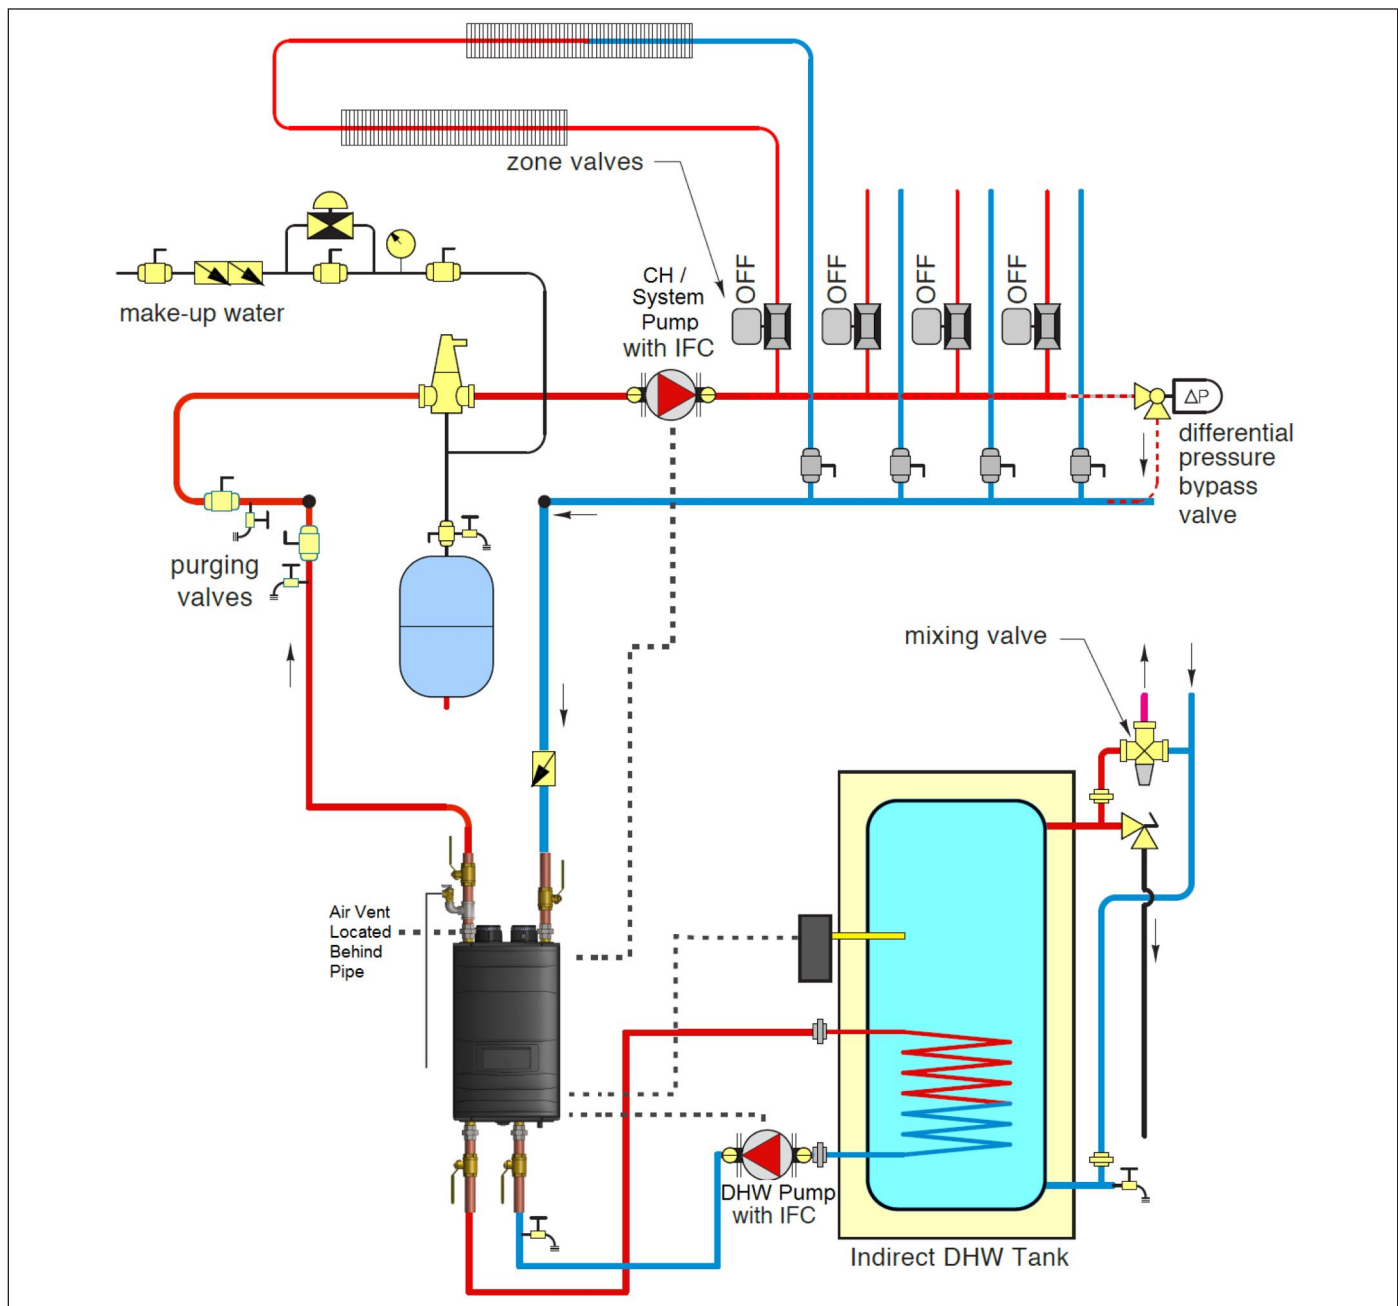 zone valves
OFF
OFF
OFF
OFF
make-up water
CH /
System
Pump
with IFC
ΔP
differential
pressure
bypass
valve
purging
valves
mixing valve
Air Vent
Located
Behind
Pipe
DHW Pump
with IFC
Indirect DHW Tank